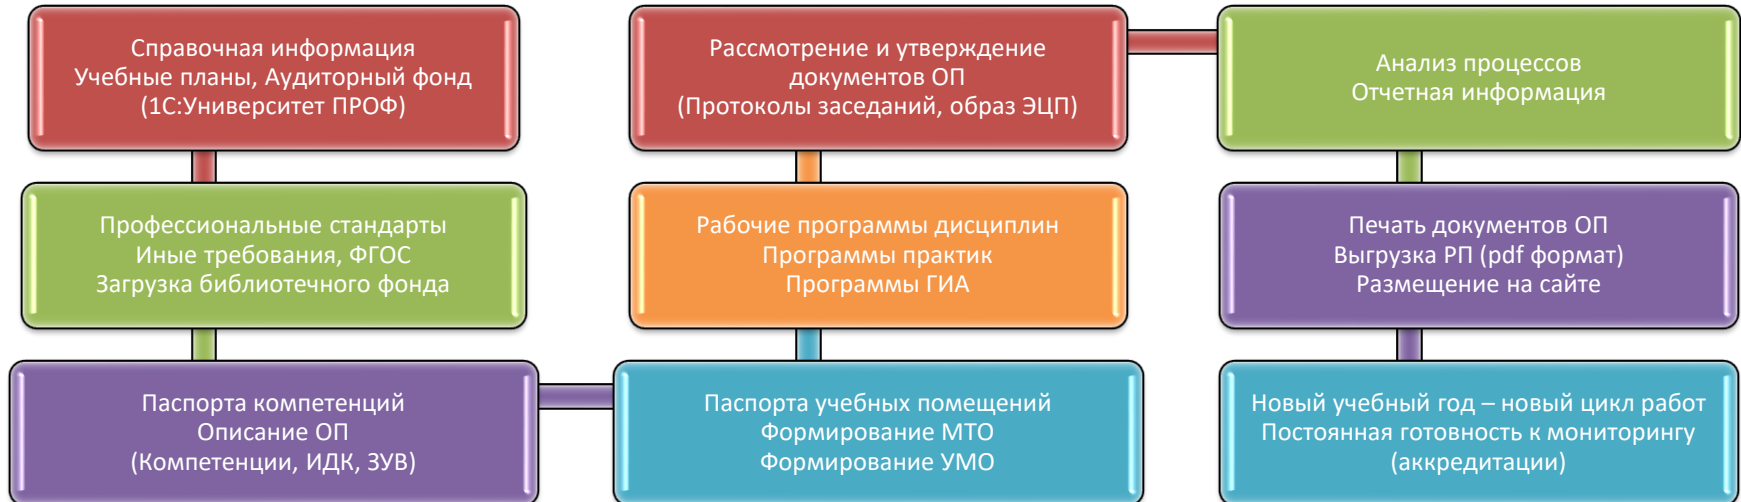 Справочная информация
Учебные планы, Аудиторный фонд
(1С:Университет ПРОФ)
Профессиональные стандарты
Иные требования, ФГОС
Загрузка библиотечного фонда
Паспорта компетенций
Описание ОП
(Компетенции, ИДК, ЗУВ)
Паспорта учебных помещений
Формирование МТО
Формирование УМО
Рабочие программы дисциплин
Программы практик
Программы ГИА
Рассмотрение и утверждение
документов ОП
(Протоколы заседаний, образ ЭЦП)
Анализ процессов
Отчетная информация
Печать документов ОП
Выгрузка РП (pdf формат)
Размещение на сайте
Новый учебный год – новый цикл работ
Постоянная готовность к мониторингу
(аккредитации)